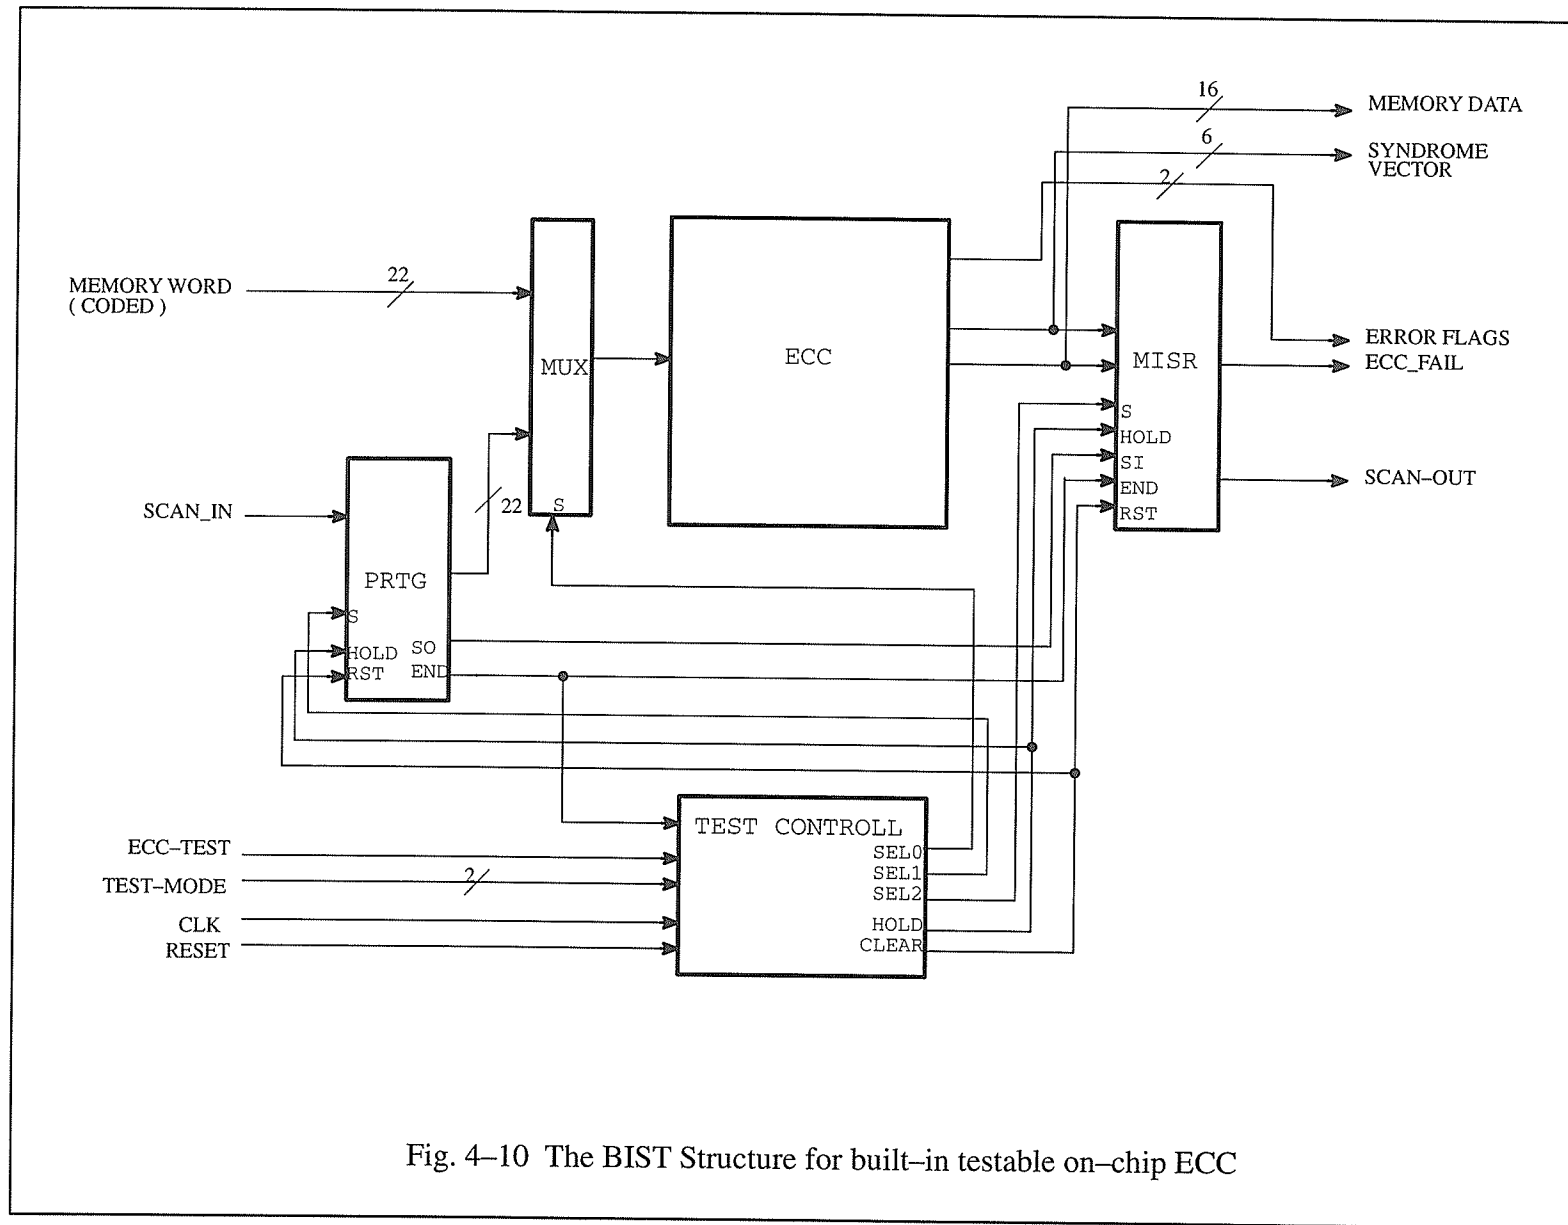 16
MEMORY DATA
6
SYNDROME
VECTOR
2
22
MEMORY WORD
( CODED )
MUX
S
22
ECC
MISR
S
HOLD
SI
END
RST
ERROR FLAGS
ECC_FAIL
SCAN–OUT
SCAN_IN
PRTG
S
HOLD SO
RST END
TEST CONTROLL
SEL0
SEL1
SEL2
HOLD
CLEAR
ECC–TEST
TEST–MODE
2
CLK
RESET
Fig. 4–10 The BIST Structure for built–in testable on–chip ECC